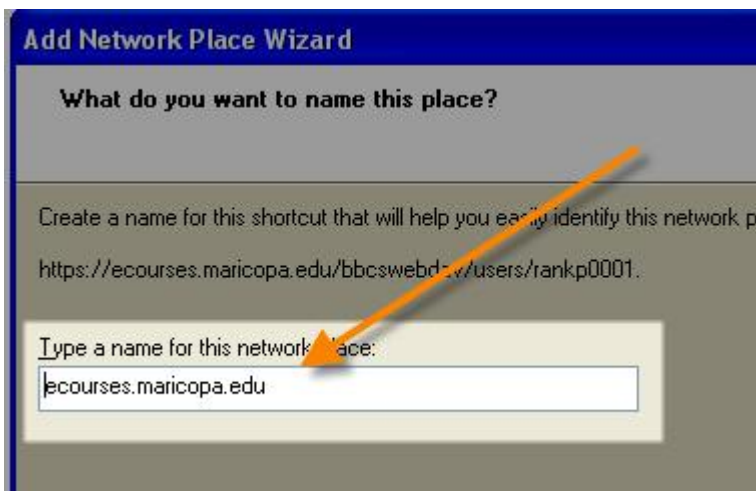 Add Network Place Wizard
What do you want to name this place?
Create a name for this shortcut that will help you easily identify this network
https://ecourses.maricopa.edu/bbcswebdav/users/rankp0001.
Type a name for this network place:
ecourses.maricopa.edu